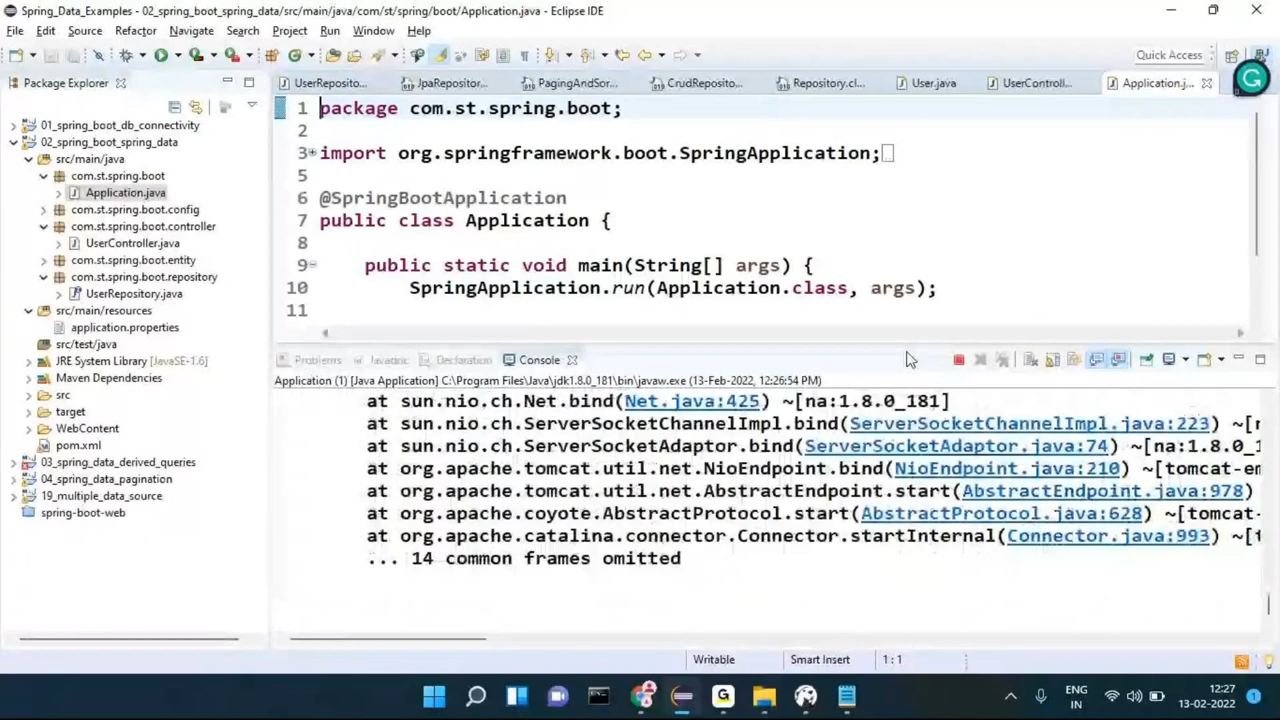 Spring_Data_Examples - 02_spring_boot_spring_data/src/main/java/com/st/spring/boot/Application.java - Eclipse IDE
File Edit Source Refactor Navigate Search Project Run Window Help
Quick Access
Package Explorer
01_spring_boot_db_connectivity
02_spring_boot_spring_data
src/main/java
com.st.spring.boot
Application.java
com.st.spring.boot.config
com.st.spring.boot.controller
UserController.java
com.st.spring.boot.entity
com.st.spring.boot.repository
UserRepository.java
src/main/resources
application.properties
src/test/java
JRE System Library [JavaSE-1.6]
Maven Dependencies
src
target
WebContent
pom.xml
03_spring_data_derived_queries
04_spring_data_pagination
19_multiple_data_source
spring-boot-web
UserReposito... JpaRepositor... PagingAndSor... CrudReposito... Repository.cl... User.java UserControll... Application.j...
1 package com.st.spring.boot;
2
3 import org.springframework.boot.SpringApplication;
5
6 @SpringBootApplication
7 public class Application {
8
9 public static void main(String[] args) {
10 SpringApplication.run(Application.class, args);
11
Problems Javadoc Declaration Console
Application (1) [Java Application] C:\Program Files\Java\jdk1.8.0_181\bin\javaw.exe (13-Feb-2022, 12:26:54 PM)
at sun.nio.ch.Net.bind(Net.java:425) ~[na:1.8.0_181]
at sun.nio.ch.ServerSocketChannelImpl.bind(ServerSocketChannelImpl.java:223) ~[n
at sun.nio.ch.ServerSocketAdaptor.bind(ServerSocketAdaptor.java:74) ~[na:1.8.0_1
at org.apache.tomcat.util.net.NioEndpoint.bind(NioEndpoint.java:210) ~[tomcat-em
at org.apache.tomcat.util.net.AbstractEndpoint.start(AbstractEndpoint.java:978)
at org.apache.coyote.AbstractProtocol.start(AbstractProtocol.java:628) ~[tomcat-
at org.apache.catalina.connector.Connector.startInternal(Connector.java:993) ~[t
... 14 common frames omitted
Writable Smart Insert 1 : 1
ENG
IN
12:27
13-02-2022